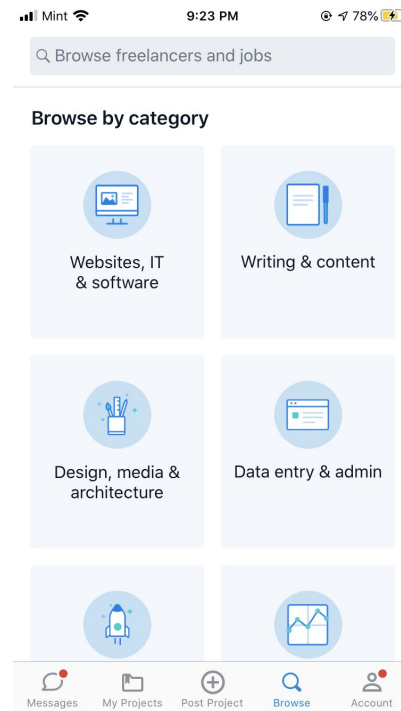 Mint 9:23 PM 78%
Browse freelancers and jobs
Browse by category
Websites, IT
& software
Writing & content
Design, media &
architecture
Data entry & admin
Messages My Projects Post Project Browse Account